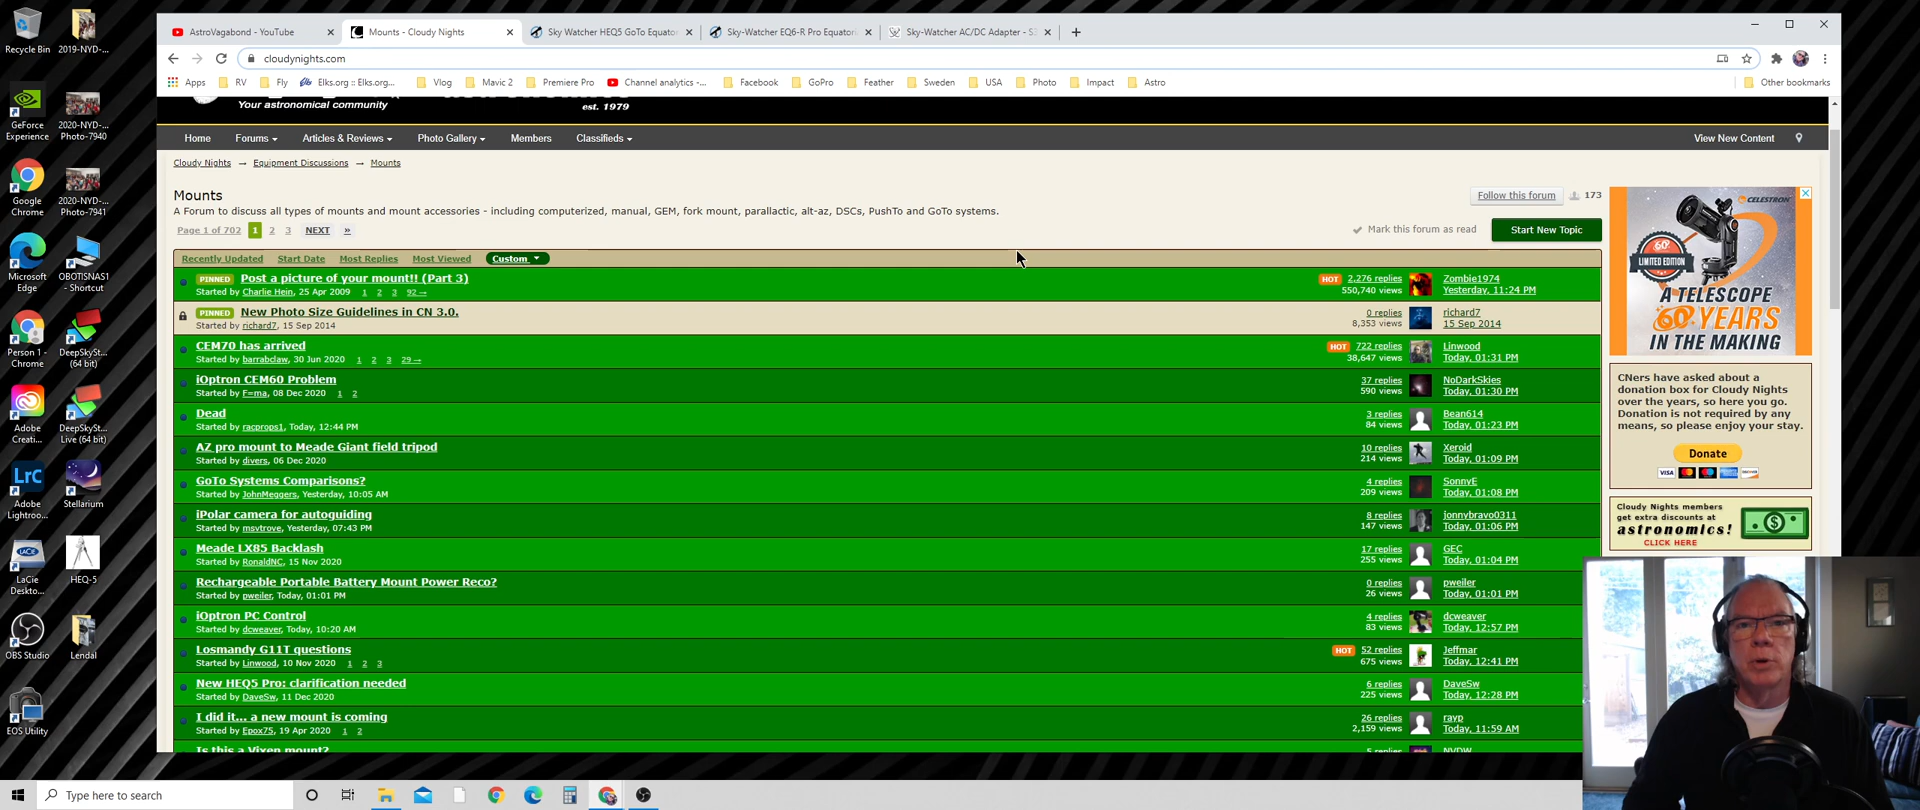 Recycle Bin
2019-NYD-...
GeForce Experience
2020-NYD-... Photo-7940
Google Chrome
2020-NYD-... Photo-7941
Microsoft Edge
OBOTISNAS1 - Shortcut
Person 1 - Chrome
DeepSkySt... (64 bit)
Adobe Creati...
DeepSkySt... Live (64 bit)
Lrc
Adobe Lightroo...
Stellarium
LACIE
LaCie Deskto...
HEQ-5
OBS Studio
Lendal
EOS Utility
AstroVagabond - YouTube
Mounts - Cloudy Nights
Sky Watcher HEQ5 GoTo Equator
Sky-Watcher EQ6-R Pro Equatoria
Sky-Watcher AC/DC Adapter - S
cloudynights.com
Apps
RV
Fly
Elks.org :: Elks.org...
Vlog
Mavic 2
Premiere Pro
Channel analytics -...
Facebook
GoPro
Feather
Sweden
USA
Photo
Impact
Astro
Other bookmarks
Your astronomical community
est. 1979
Home
Forums
Articles & Reviews
Photo Gallery
Members
Classifieds
View New Content
Cloudy Nights → Equipment Discussions → Mounts
Mounts
Follow this forum
173
A Forum to discuss all types of mounts and mount accessories - including computerized, manual, GEM, fork mount, parallactic, alt-az, DSCs, PushTo and GoTo systems.
Page 1 of 702 1 2 3 NEXT »
Mark this forum as read
Start New Topic
Recently Updated Start Date Most Replies Most Viewed Custom
PINNED Post a picture of your mount!! (Part 3)
Started by Charlie Hein, 25 Apr 2009 1 2 3 92 →
HOT 2,276 replies
550,740 views
Zombie1974
Yesterday, 11:24 PM
PINNED New Photo Size Guidelines in CN 3.0.
Started by richard7, 15 Sep 2014
0 replies
8,353 views
richard7
15 Sep 2014
CEM70 has arrived
Started by barrabclaw, 30 Jun 2020 1 2 3 29 →
HOT 722 replies
38,647 views
Linwood
Today, 01:31 PM
iOptron CEM60 Problem
Started by F=ma, 08 Dec 2020 1 2
37 replies
590 views
NoDarkSkies
Today, 01:30 PM
Dead
Started by racprops1, Today, 12:44 PM
3 replies
84 views
Bean614
Today, 01:23 PM
AZ pro mount to Meade Giant field tripod
Started by divers, 06 Dec 2020
10 replies
214 views
Xeroid
Today, 01:09 PM
GoTo Systems Comparisons?
Started by JohnMeggers, Yesterday, 10:05 AM
4 replies
209 views
SonnyE
Today, 01:08 PM
iPolar camera for autoguiding
Started by msvtrove, Yesterday, 07:43 PM
8 replies
147 views
jonnybravo0311
Today, 01:06 PM
Meade LX85 Backlash
Started by RonaldNC, 15 Nov 2020
17 replies
255 views
GEC
Today, 01:04 PM
Rechargeable Portable Battery Mount Power Reco?
Started by pweiler, Today, 01:01 PM
0 replies
26 views
pweiler
Today, 01:01 PM
iOptron PC Control
Started by dcweaver, Today, 10:20 AM
4 replies
83 views
dcweaver
Today, 12:57 PM
Losmandy G11T questions
Started by Linwood, 10 Nov 2020 1 2 3
HOT 52 replies
675 views
Jeffmar
Today, 12:41 PM
New HEQ5 Pro: clarification needed
Started by DaveSw, 11 Dec 2020
6 replies
225 views
DaveSw
Today, 12:28 PM
I did it... a new mount is coming
Started by Epox75, 19 Apr 2020 1 2
26 replies
2,159 views
rayp
Today, 11:59 AM
Is this a Vixen mount?
5 replies
CELESTRON
60
LIMITED EDITION
A TELESCOPE
60 YEARS
IN THE MAKING
CNers have asked about a
donation box for Cloudy Nights
over the years, so here you go.
Donation is not required by any
means, so please enjoy your stay.
Donate
VISA
Cloudy Nights members
get extra discounts at
astronomics!
CLICK HERE
Type here to search